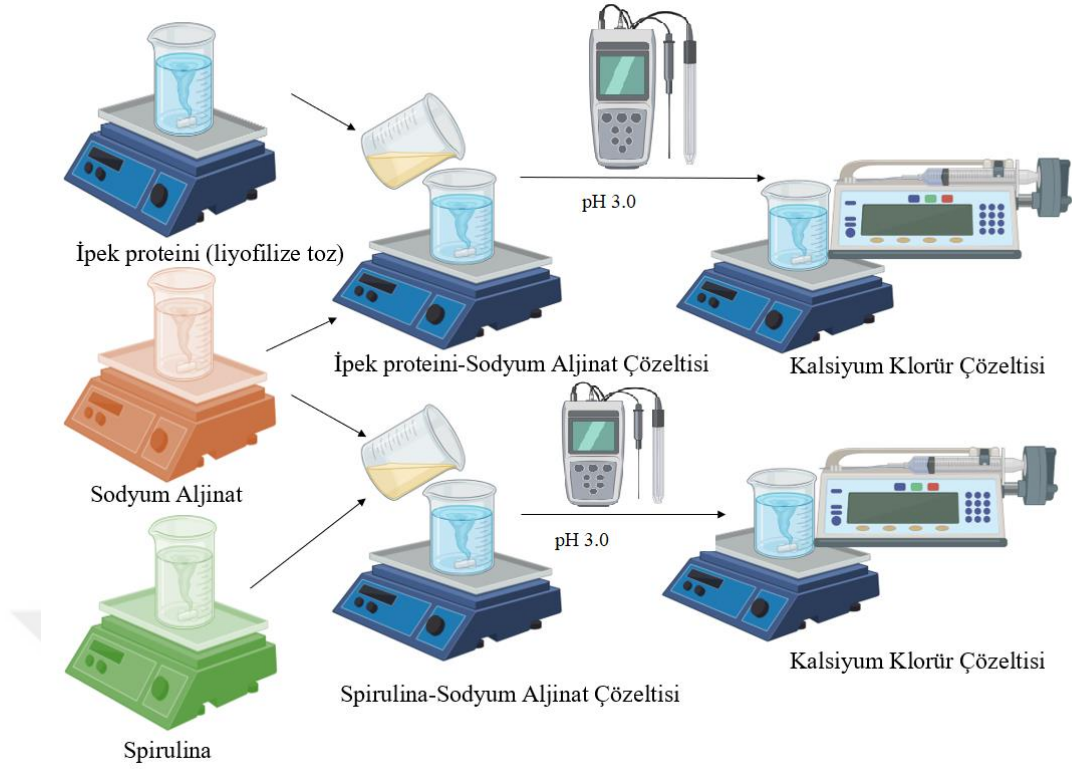 pH 3.0
İpek proteini (liyofilize toz)
İpek proteini-Sodyum Aljinat Çözeltisi
Kalsiyum Klorür Çözeltisi
Sodyum Aljinat
pH 3.0
Kalsiyum Klorür Çözeltisi
Spirulina-Sodyum Aljinat Çözeltisi
Spirulina